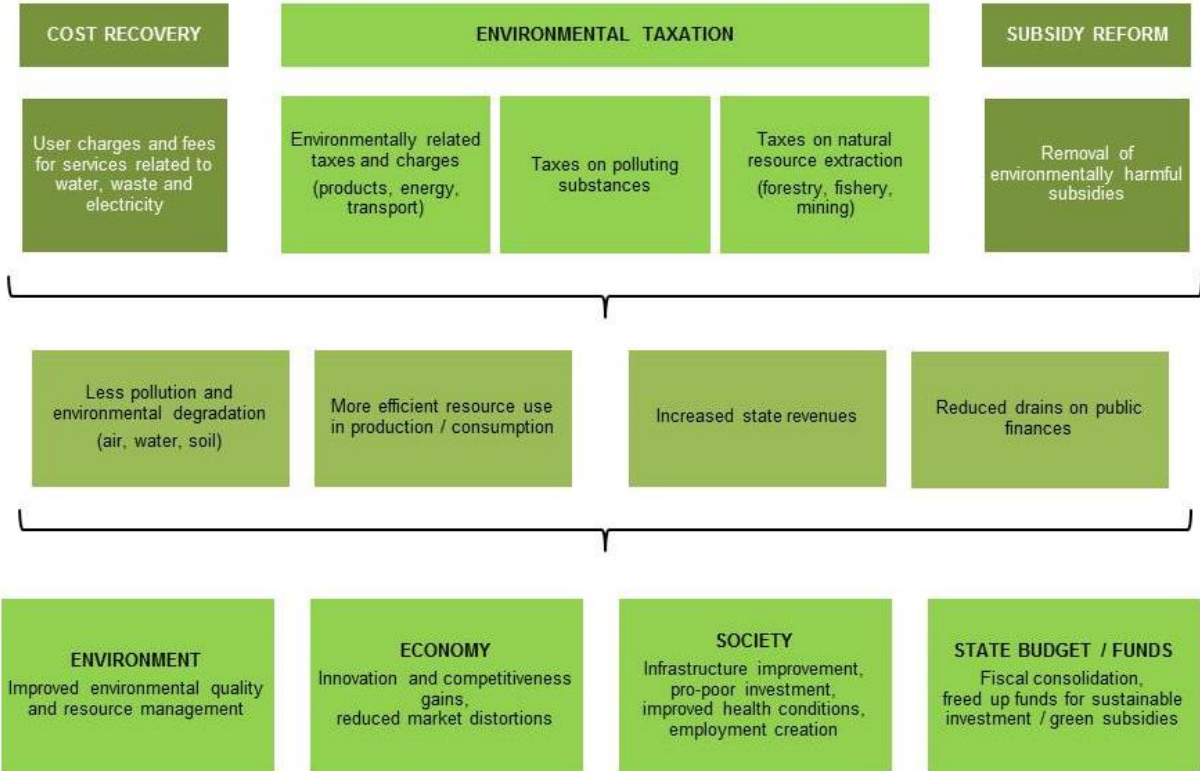 COST RECOVERY
ENVIRONMENTAL TAXATION
SUBSIDY REFORM
User charges and fees
for services related to
water, waste and
electricity
Environmentally related
taxes and charges
(products, energy,
transport)
Taxes on polluting
substances
Taxes on natural
resource extraction
(forestry, fishery,
mining)
Removal of
environmentally harmful
subsidies
Less pollution and
environmental degradation
(air, water, soil)
More efficient resource use
in production / consumption
Increased state revenues
Reduced drains on public
finances
ENVIRONMENT
Improved environmental quality
and resource management
ECONOMY
Innovation and competitiveness
gains,
reduced market distortions
SOCIETY
Infrastructure improvement,
pro-poor investment,
improved health conditions,
employment creation
STATE BUDGET / FUNDS
Fiscal consolidation,
freed up funds for sustainable
investment / green subsidies